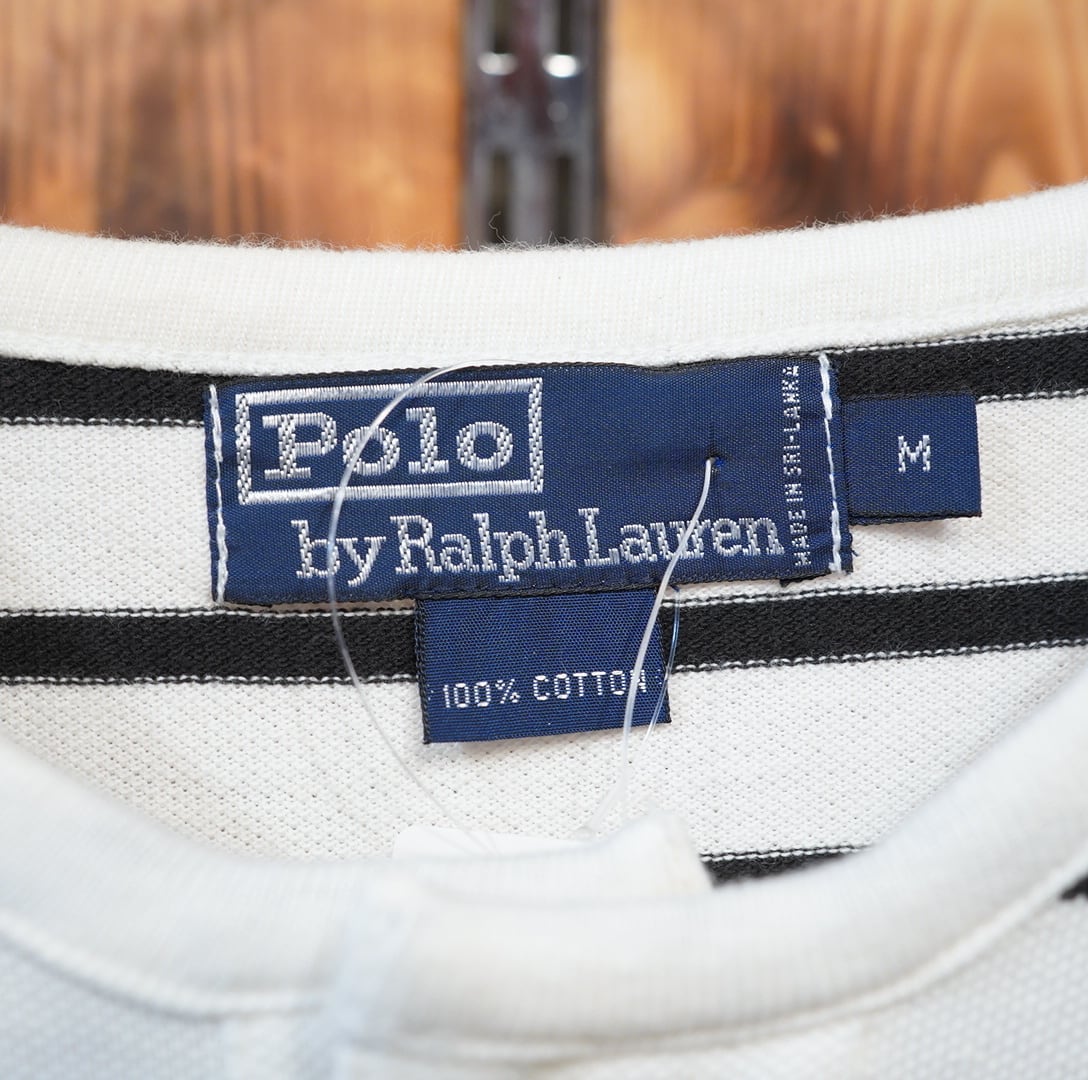 Polo
by Ralph Lauren
MADE IN SRI-LANKA
M
100% COTTON